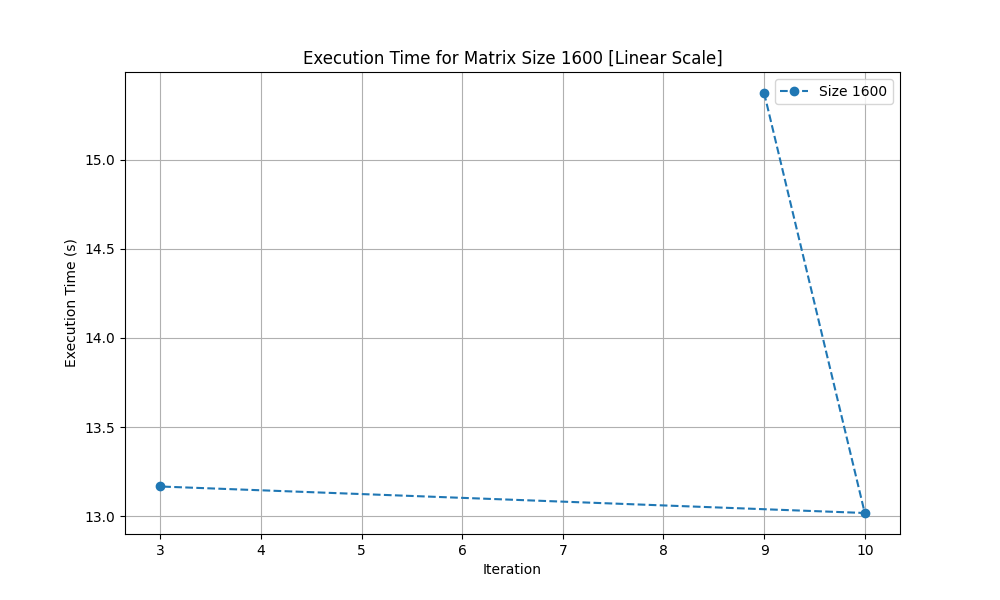 Execution Time for Matrix Size 1600 [Linear Scale]
Size 1600
Execution Time (s)
15.0
14.5
14.0
13.5
13.0
3 4 5 6 7 8 9 10
Iteration